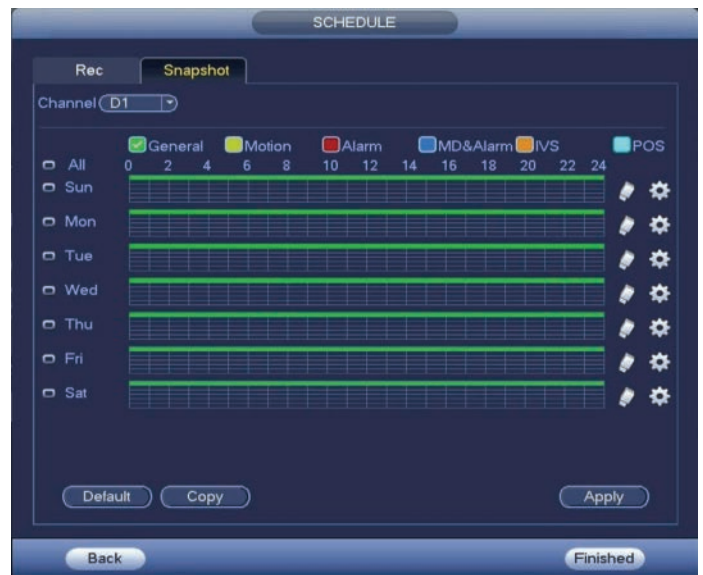 SCHEDULE
Rec Snapshot
Channel D1
General Motion Alarm MD&Alarm IVS POS
All 0 2 4 6 8 10 12 14 16 18 20 22 24
Sun
Mon
Tue
Wed
Thu
Fri
Sat
Default Copy Apply
Back Finished